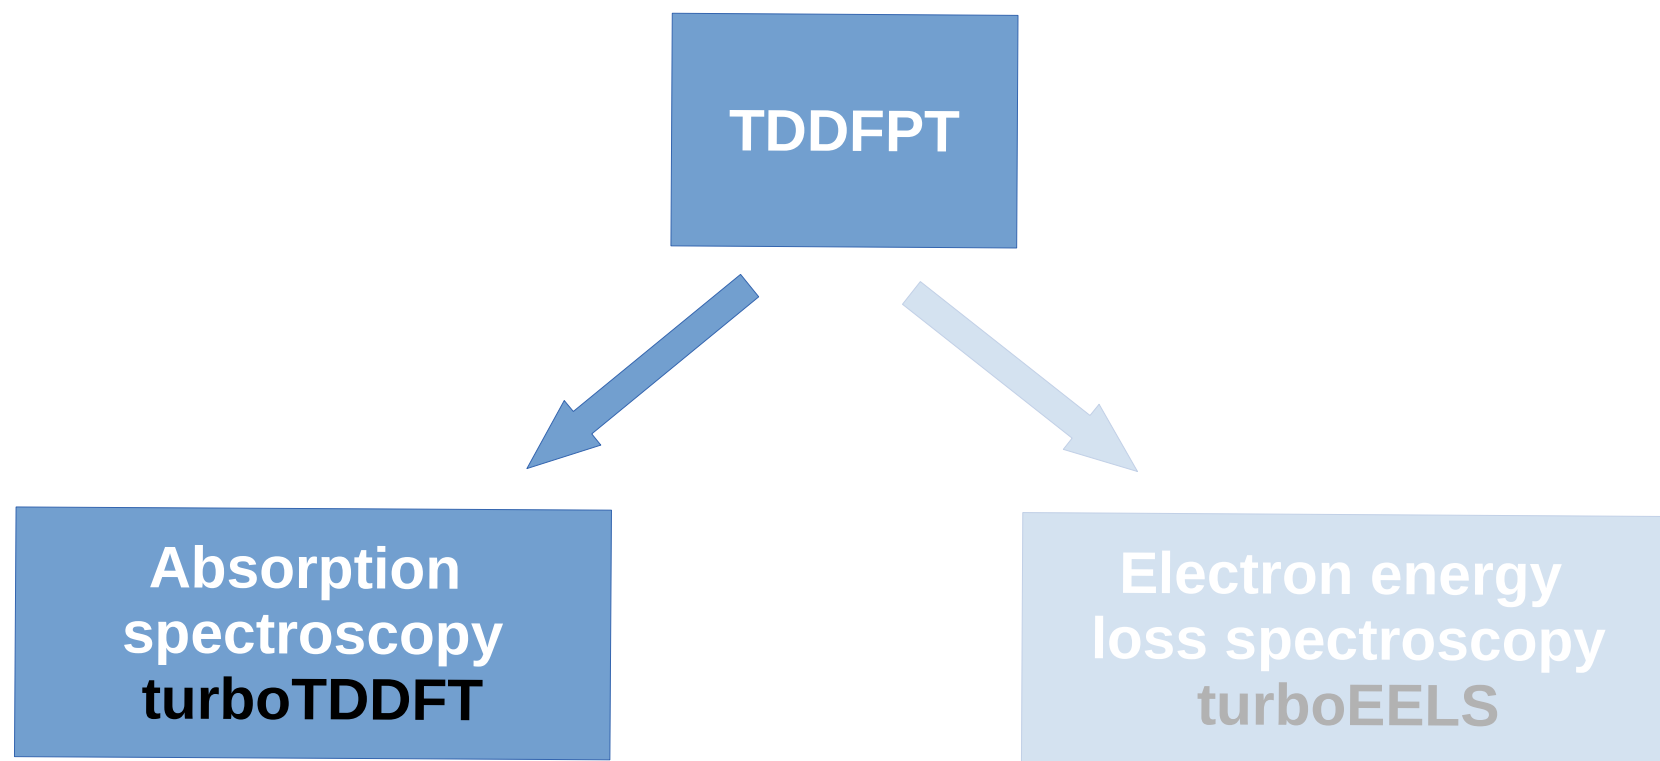 TDDFPT
Absorption
spectroscopy
turboTDDFT
Electron energy
loss spectroscopy
turboEELS